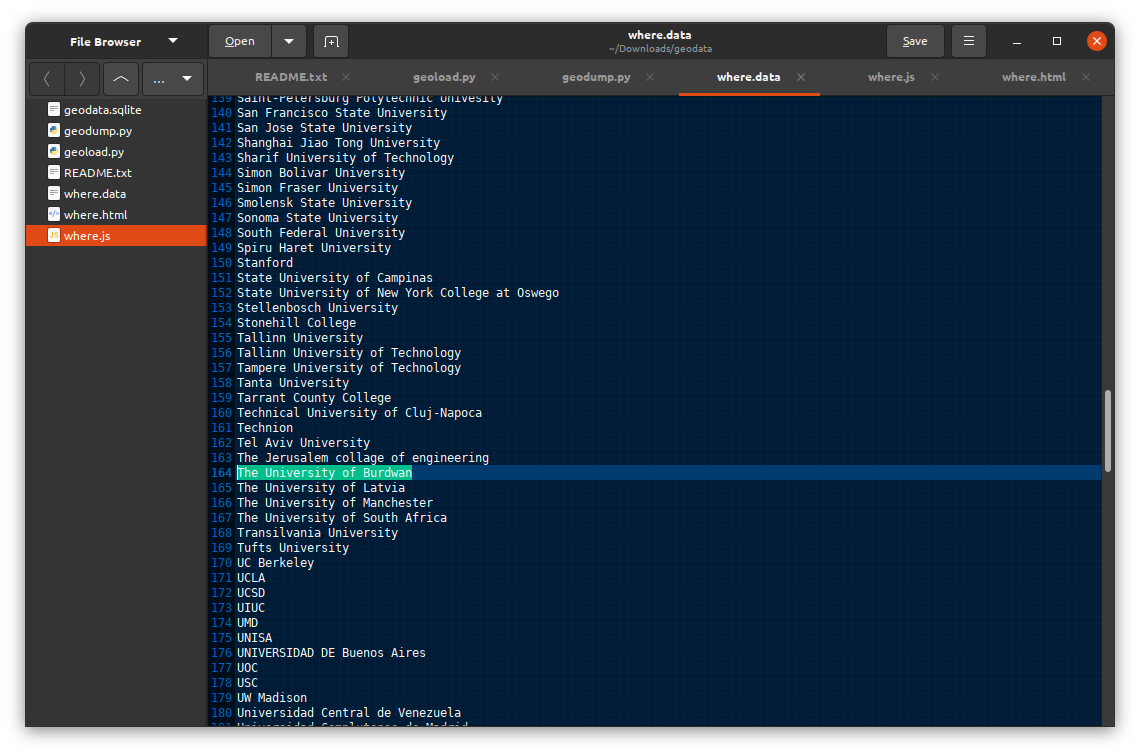 File Browser
Open
where.data
~/Downloads/geodata
Save
...
README.txt
geoload.py
geodump.py
where.data
where.js
where.html
geodata.sqlite
geodump.py
geoload.py
README.txt
where.data
where.html
where.js
139 Saint-Petersburg Polytechnic Univesity
140 San Francisco State University
141 San Jose State University
142 Shanghai Jiao Tong University
143 Sharif University of Technology
144 Simon Bolivar University
145 Simon Fraser University
146 Smolensk State University
147 Sonoma State University
148 South Federal University
149 Spiru Haret University
150 Stanford
151 State University of Campinas
152 State University of New York College at Oswego
153 Stellenbosch University
154 Stonehill College
155 Tallinn University
156 Tallinn University of Technology
157 Tampere University of Technology
158 Tanta University
159 Tarrant County College
160 Technical University of Cluj-Napoca
161 Technion
162 Tel Aviv University
163 The Jerusalem collage of engineering
164 The University of Burdwan
165 The University of Latvia
166 The University of Manchester
167 The University of South Africa
168 Transilvania University
169 Tufts University
170 UC Berkeley
171 UCLA
172 UCSD
173 UIUC
174 UMD
175 UNISA
176 UNIVERSIDAD DE Buenos Aires
177 UOC
178 USC
179 UW Madison
180 Universidad Central de Venezuela
181 Universidad Complutense de Madrid